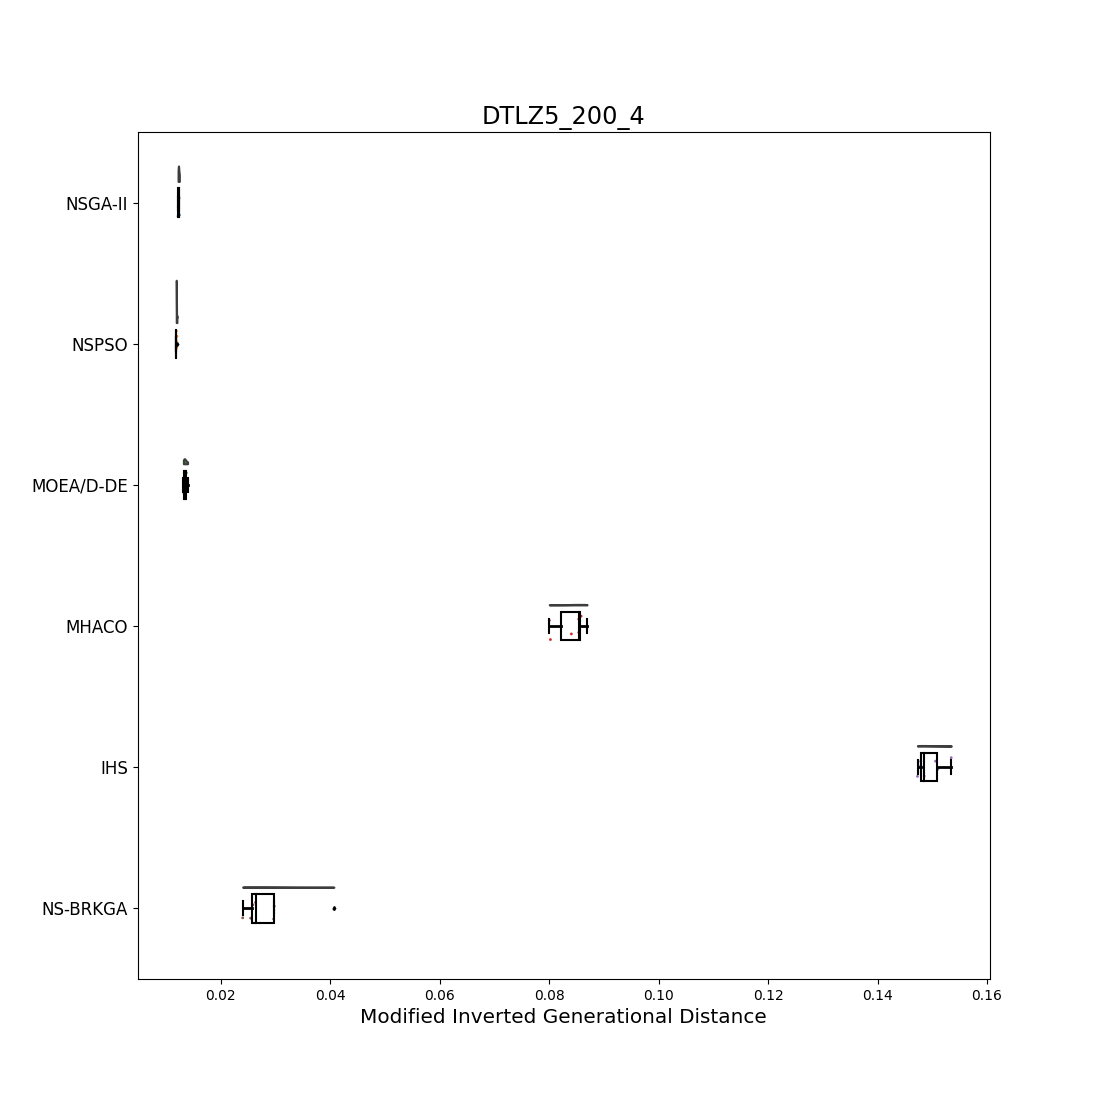 DTLZ5_200_4
NSGA-II
NSPSO
MOEA/D-DE
MHACO
IHS
NS-BRKGA
0.02 0.04 0.06 0.08 0.10 0.12 0.14 0.16
Modified Inverted Generational Distance